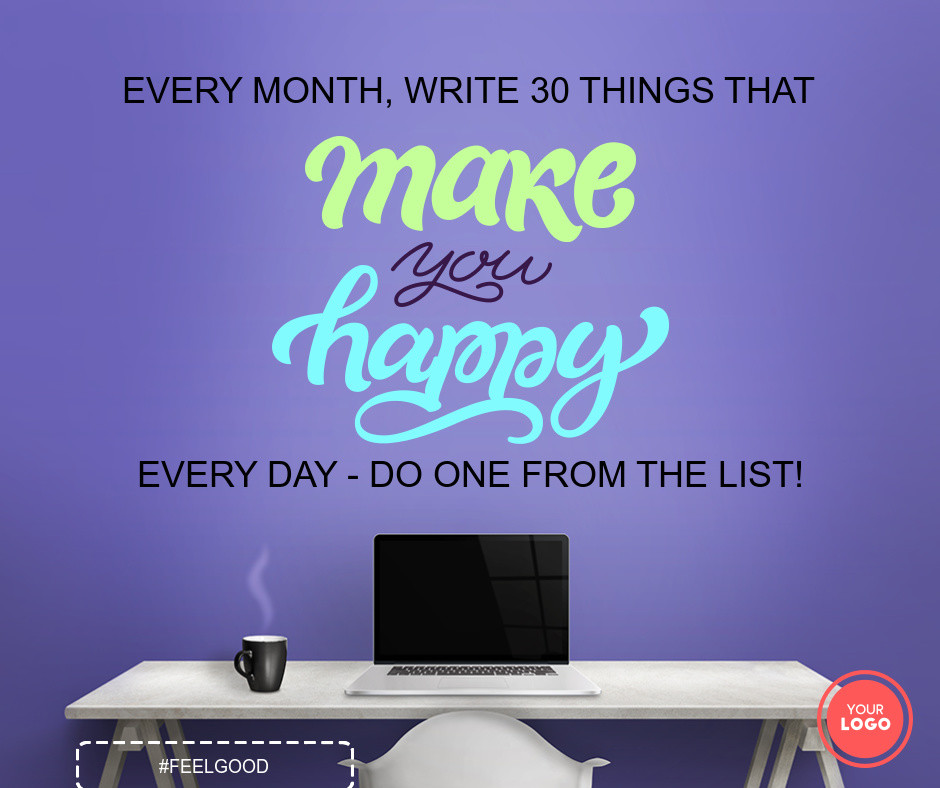 EVERY MONTH, WRITE 30 THINGS THAT
make
you
happy
EVERY DAY - DO ONE FROM THE LIST!
YOUR
LOGO
#FEELGOOD